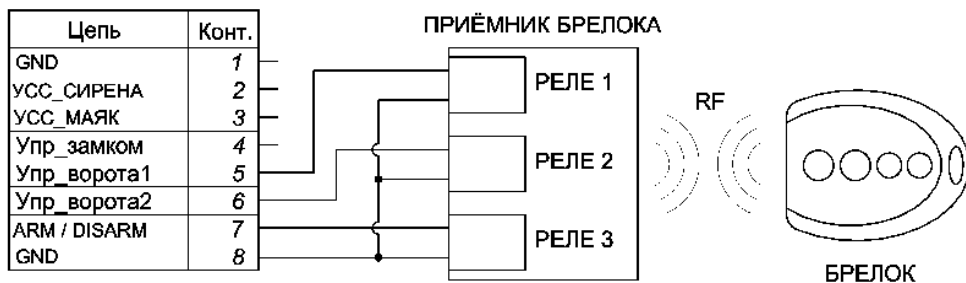 ПРИЁМНИК БРЕЛОКА
Цепь Конт.
GND 1
УСС_СИРЕНА 2
УСС_МАЯК 3
Упр_замком 4
Упр_ворота1 5
Упр_ворота2 6
ARM / DISARM 7
GND 8
РЕЛЕ 1
РЕЛЕ 2
РЕЛЕ 3
RF
БРЕЛОК